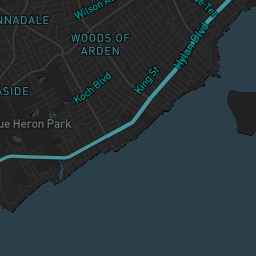 Wilson A
NNADALE
WOODS OF
ARDEN
Hylan Blvd
King St
Koch Blvd
ASIDE
ue Heron Park